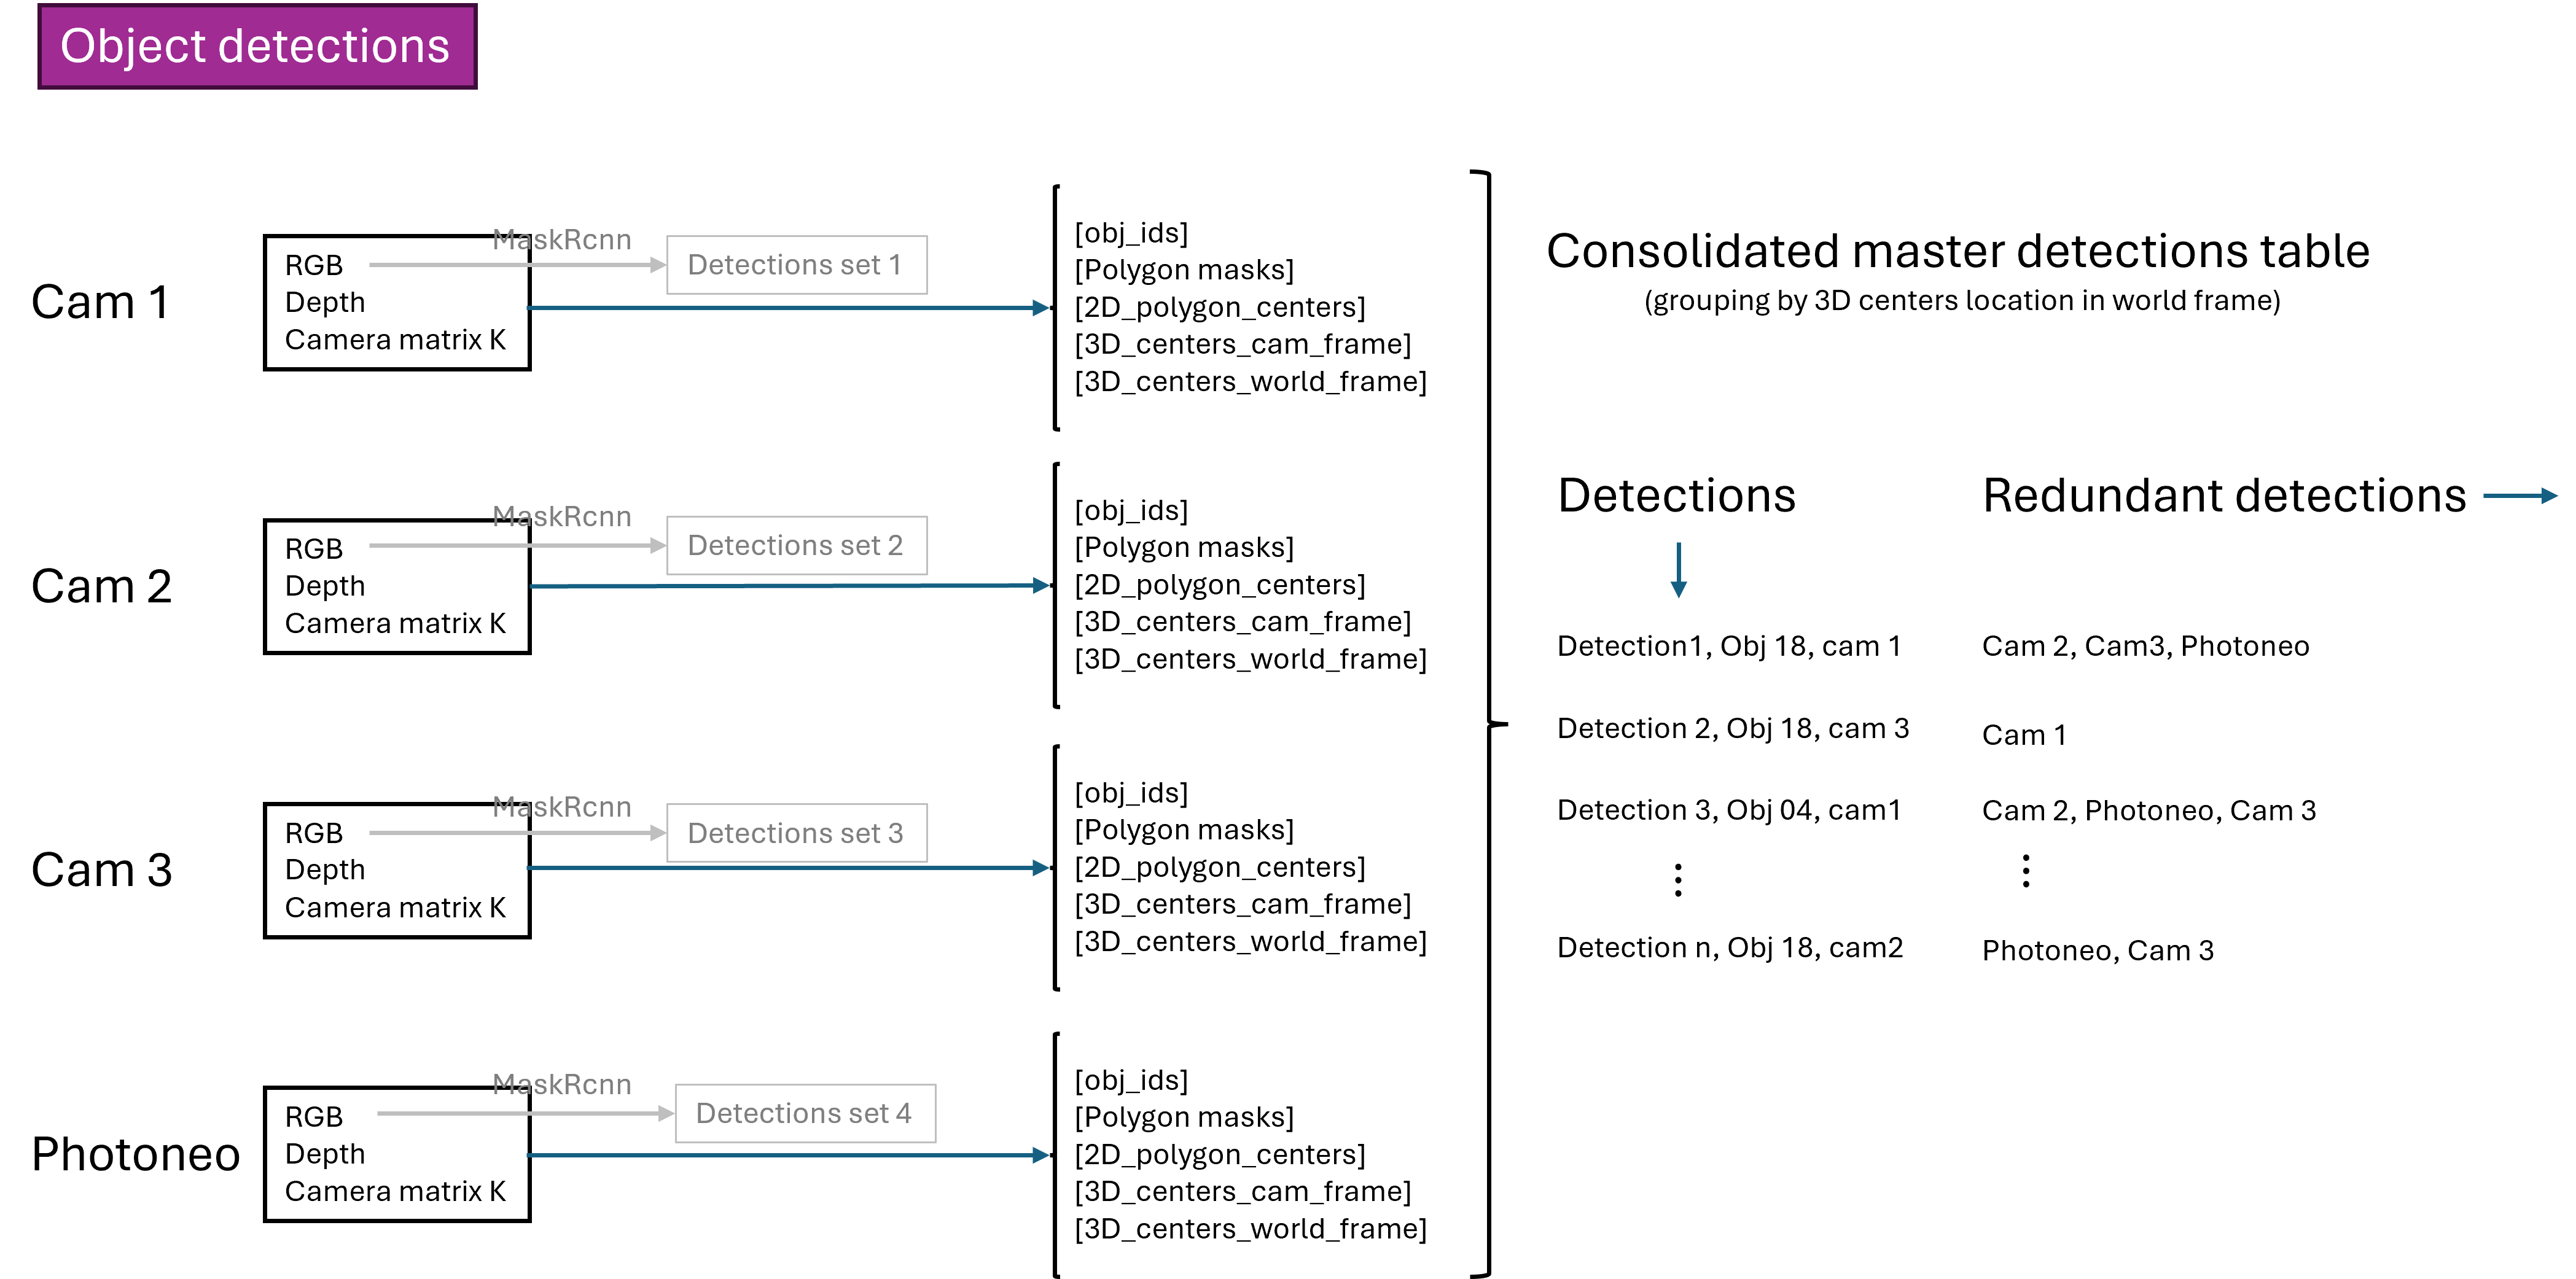 Object detections
Cam 1
MaskRcnn
RGB
Depth
Camera matrix K
Detections set 1
[obj_ids]
[Polygon masks]
[2D_polygon_centers]
[3D_centers_cam_frame]
[3D_centers_world_frame]
Cam 2
MaskRcnn
RGB
Depth
Camera matrix K
Detections set 2
[obj_ids]
[Polygon masks]
[2D_polygon_centers]
[3D_centers_cam_frame]
[3D_centers_world_frame]
Cam 3
MaskRcnn
RGB
Depth
Camera matrix K
Detections set 3
[obj_ids]
[Polygon masks]
[2D_polygon_centers]
[3D_centers_cam_frame]
[3D_centers_world_frame]
Photoneo
MaskRcnn
RGB
Depth
Camera matrix K
Detections set 4
[obj_ids]
[Polygon masks]
[2D_polygon_centers]
[3D_centers_cam_frame]
[3D_centers_world_frame]
Consolidated master detections table
(grouping by 3D centers location in world frame)
Detections
Redundant detections
Detection1, Obj 18, cam 1
Cam 2, Cam3, Photoneo
Detection 2, Obj 18, cam 3
Cam 1
Detection 3, Obj 04, cam1
Cam 2, Photoneo, Cam 3
Detection n, Obj 18, cam2
Photoneo, Cam 3